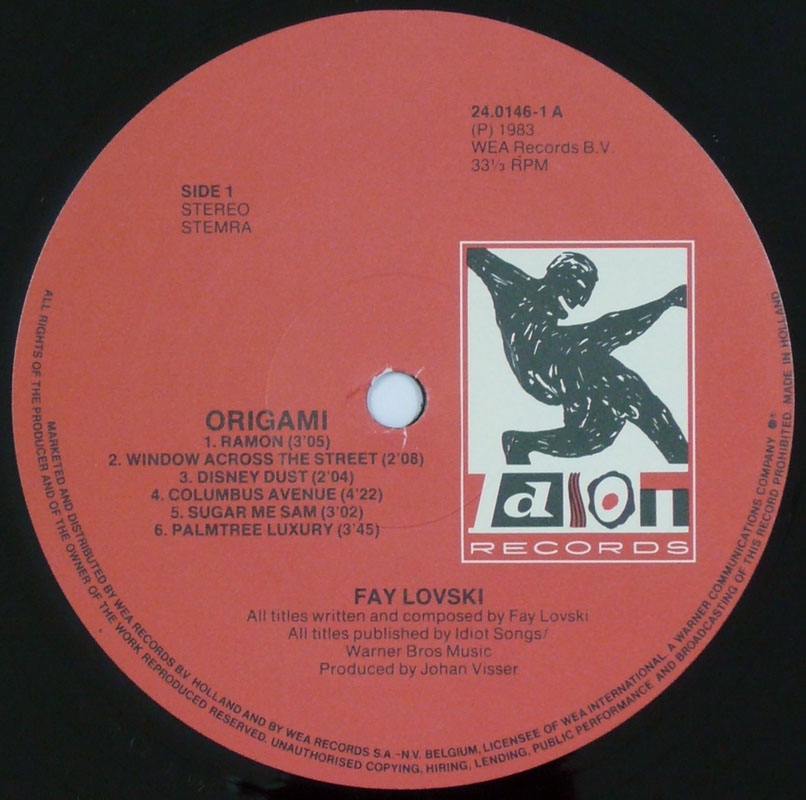 24.0146-1 A
(P) 1983
WEA Records B.V.
33⅓ RPM
SIDE 1
STEREO
STEMRA
ORIGAMI
1. RAMON (3'05)
2. WINDOW ACROSS THE STREET (2'08)
3. DISNEY DUST (2'04)
4. COLUMBUS AVENUE (4'22)
5. SUGAR ME SAM (3'02)
6. PALMTREE LUXURY (3'45)
IdIOT
RECORDS
FAY LOVSKI
All titles written and composed by Fay Lovski
All titles published by Idiot Songs/
Warner Bros Music
Produced by Johan Visser
MARKETED AND DISTRIBUTED BY WEA RECORDS B.V. HOLLAND AND BY WEA RECORDS S.A.-N.V. BELGIUM, LICENSEE OF WEA INTERNATIONAL. A WARNER COMMUNICATIONS COMPANY
ALL RIGHTS OF THE PRODUCER AND OF THE OWNER OF THE WORK REPRODUCED RESERVED. UNAUTHORISED COPYING, HIRING, LENDING, PUBLIC PERFORMANCE AND BROADCASTING OF THIS RECORD PROHIBITED. MADE IN HOLLAND